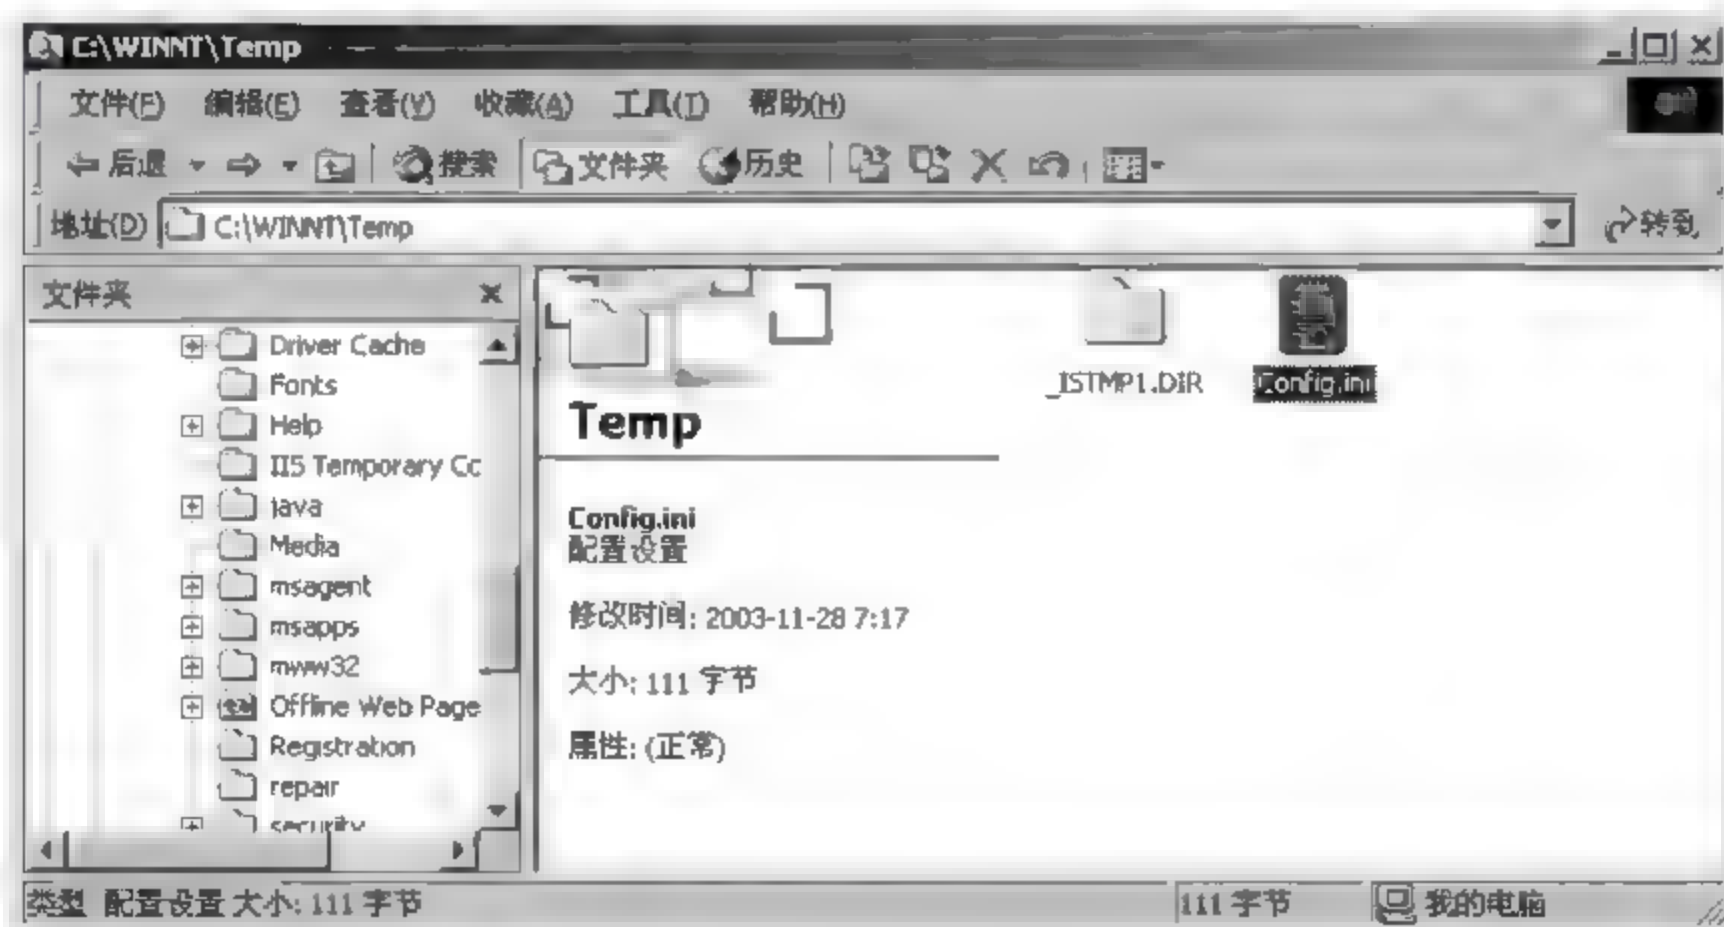 C:\WINNT\Temp
文件(F) 编辑(E) 查看(V) 收藏(A) 工具(T) 帮助(H)
后退 搜索 文件夹 历史
地址(D) C:\WINNT\Temp 转到
文件夹
Driver Cache
Fonts
Help
IIS Temporary Cc
java
Media
msagent
msapps
mww32
Offline Web Page
Registration
repair
security
_ISTMP1.DIR
Config.ini
Temp
Config.ini
配置设置
修改时间: 2003-11-28 7:17
大小: 111 字节
属性: (正常)
类型 配置设置 大小: 111 字节
111 字节
我的电脑